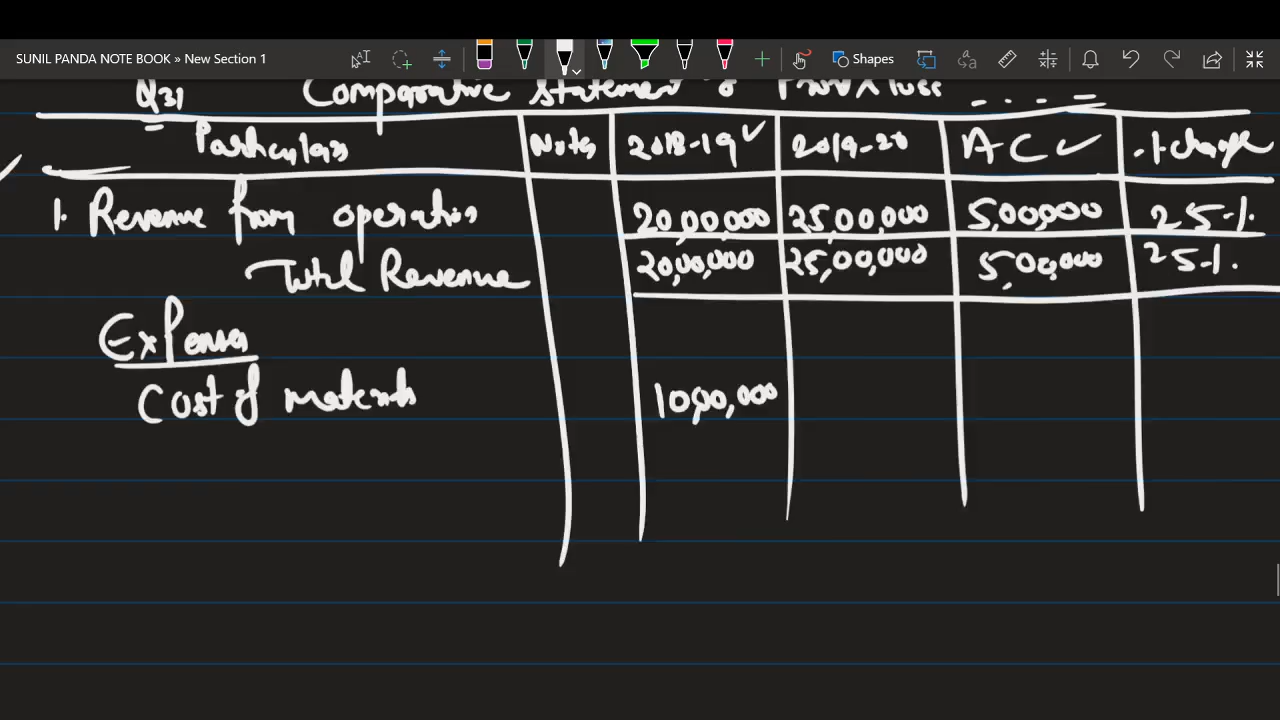 SUNIL PANDA NOTE BOOK » New Section 1 Shapes
Q31 Comparative Statement of Profit & loss ....
Particulars Notes 2018-19 2019-20 AC % change
1. Revenue from operation 20,00,000 25,00,000 5,00,000 25%
Total Revenue 20,00,000 25,00,000 5,00,000 25%
Expenses
Cost of materials 10,00,000